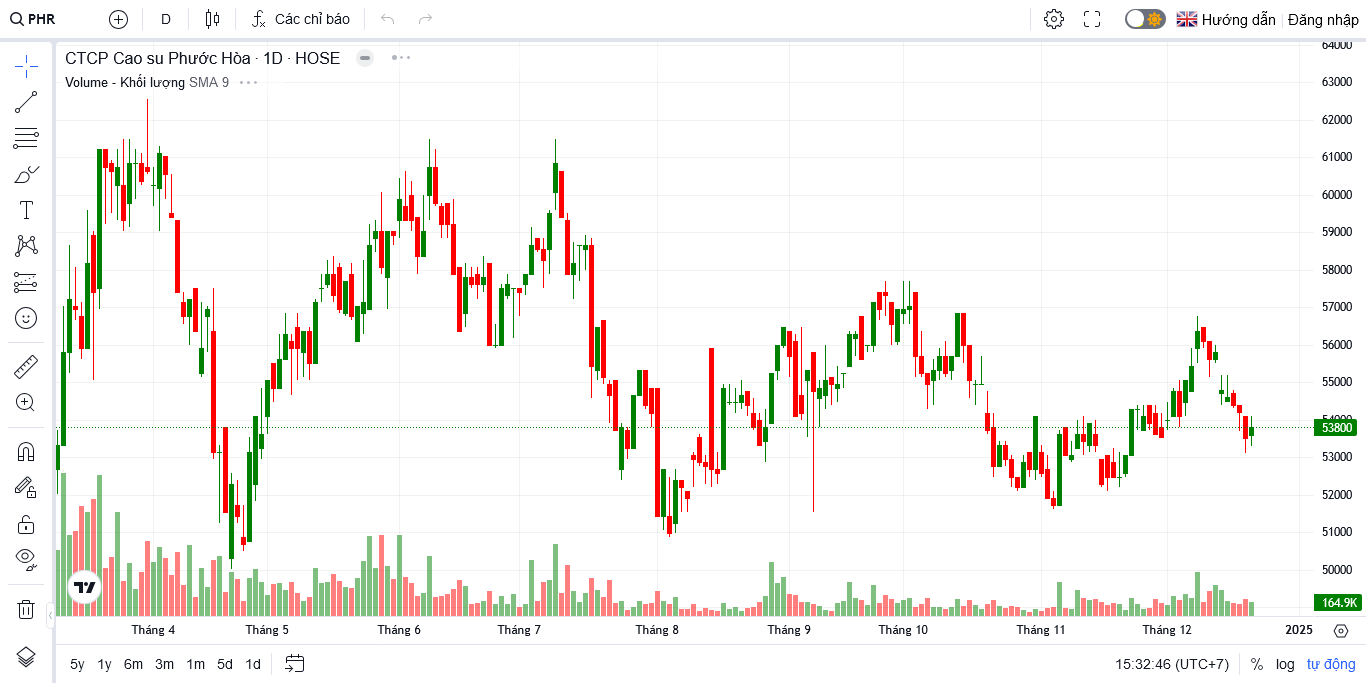 PHR D Các chỉ báo Hướng dẫn Đăng nhập
CTCP Cao su Phước Hòa · 1D · HOSE
Volume - Khối lượng SMA 9
64000
63000
62000
61000
60000
59000
58000
57000
56000
55000
54000
53800
53000
52000
51000
50000
164.9K
Tháng 4 Tháng 5 Tháng 6 Tháng 7 Tháng 8 Tháng 9 Tháng 10 Tháng 11 Tháng 12 2025
5y 1y 6m 3m 1m 5d 1d 15:32:46 (UTC+7) % log tự động